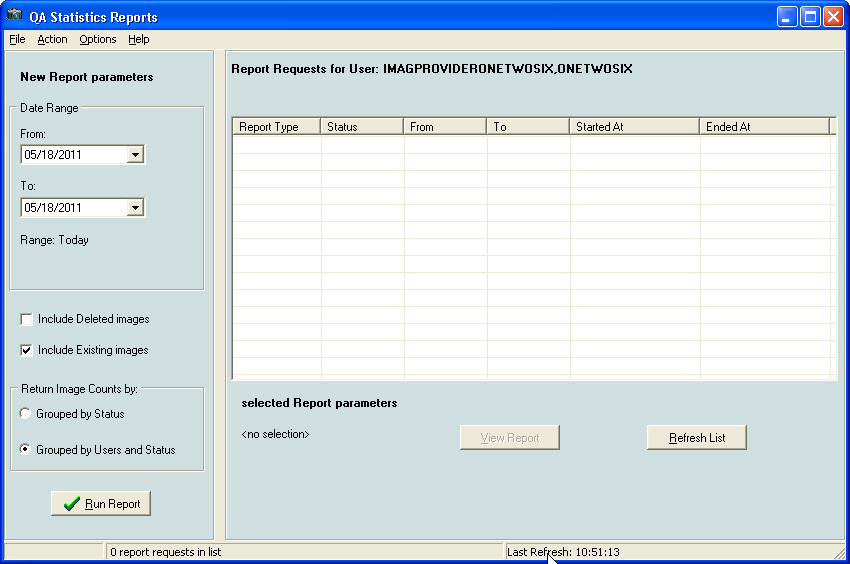 QA Statistics Reports
File Action Options Help
New Report parameters
Date Range
From:
05/18/2011
To:
05/18/2011
Range: Today
Include Deleted images
Include Existing images
Return Image Counts by:
Grouped by Status
Grouped by Users and Status
Run Report
Report Requests for User: IMAGPROVIDERONETWOSIX,ONETWOSIX
Report Type Status From To Started At Ended At
selected Report parameters
<no selection>
View Report
Refresh List
0 report requests in list
Last Refresh: 10:51:13